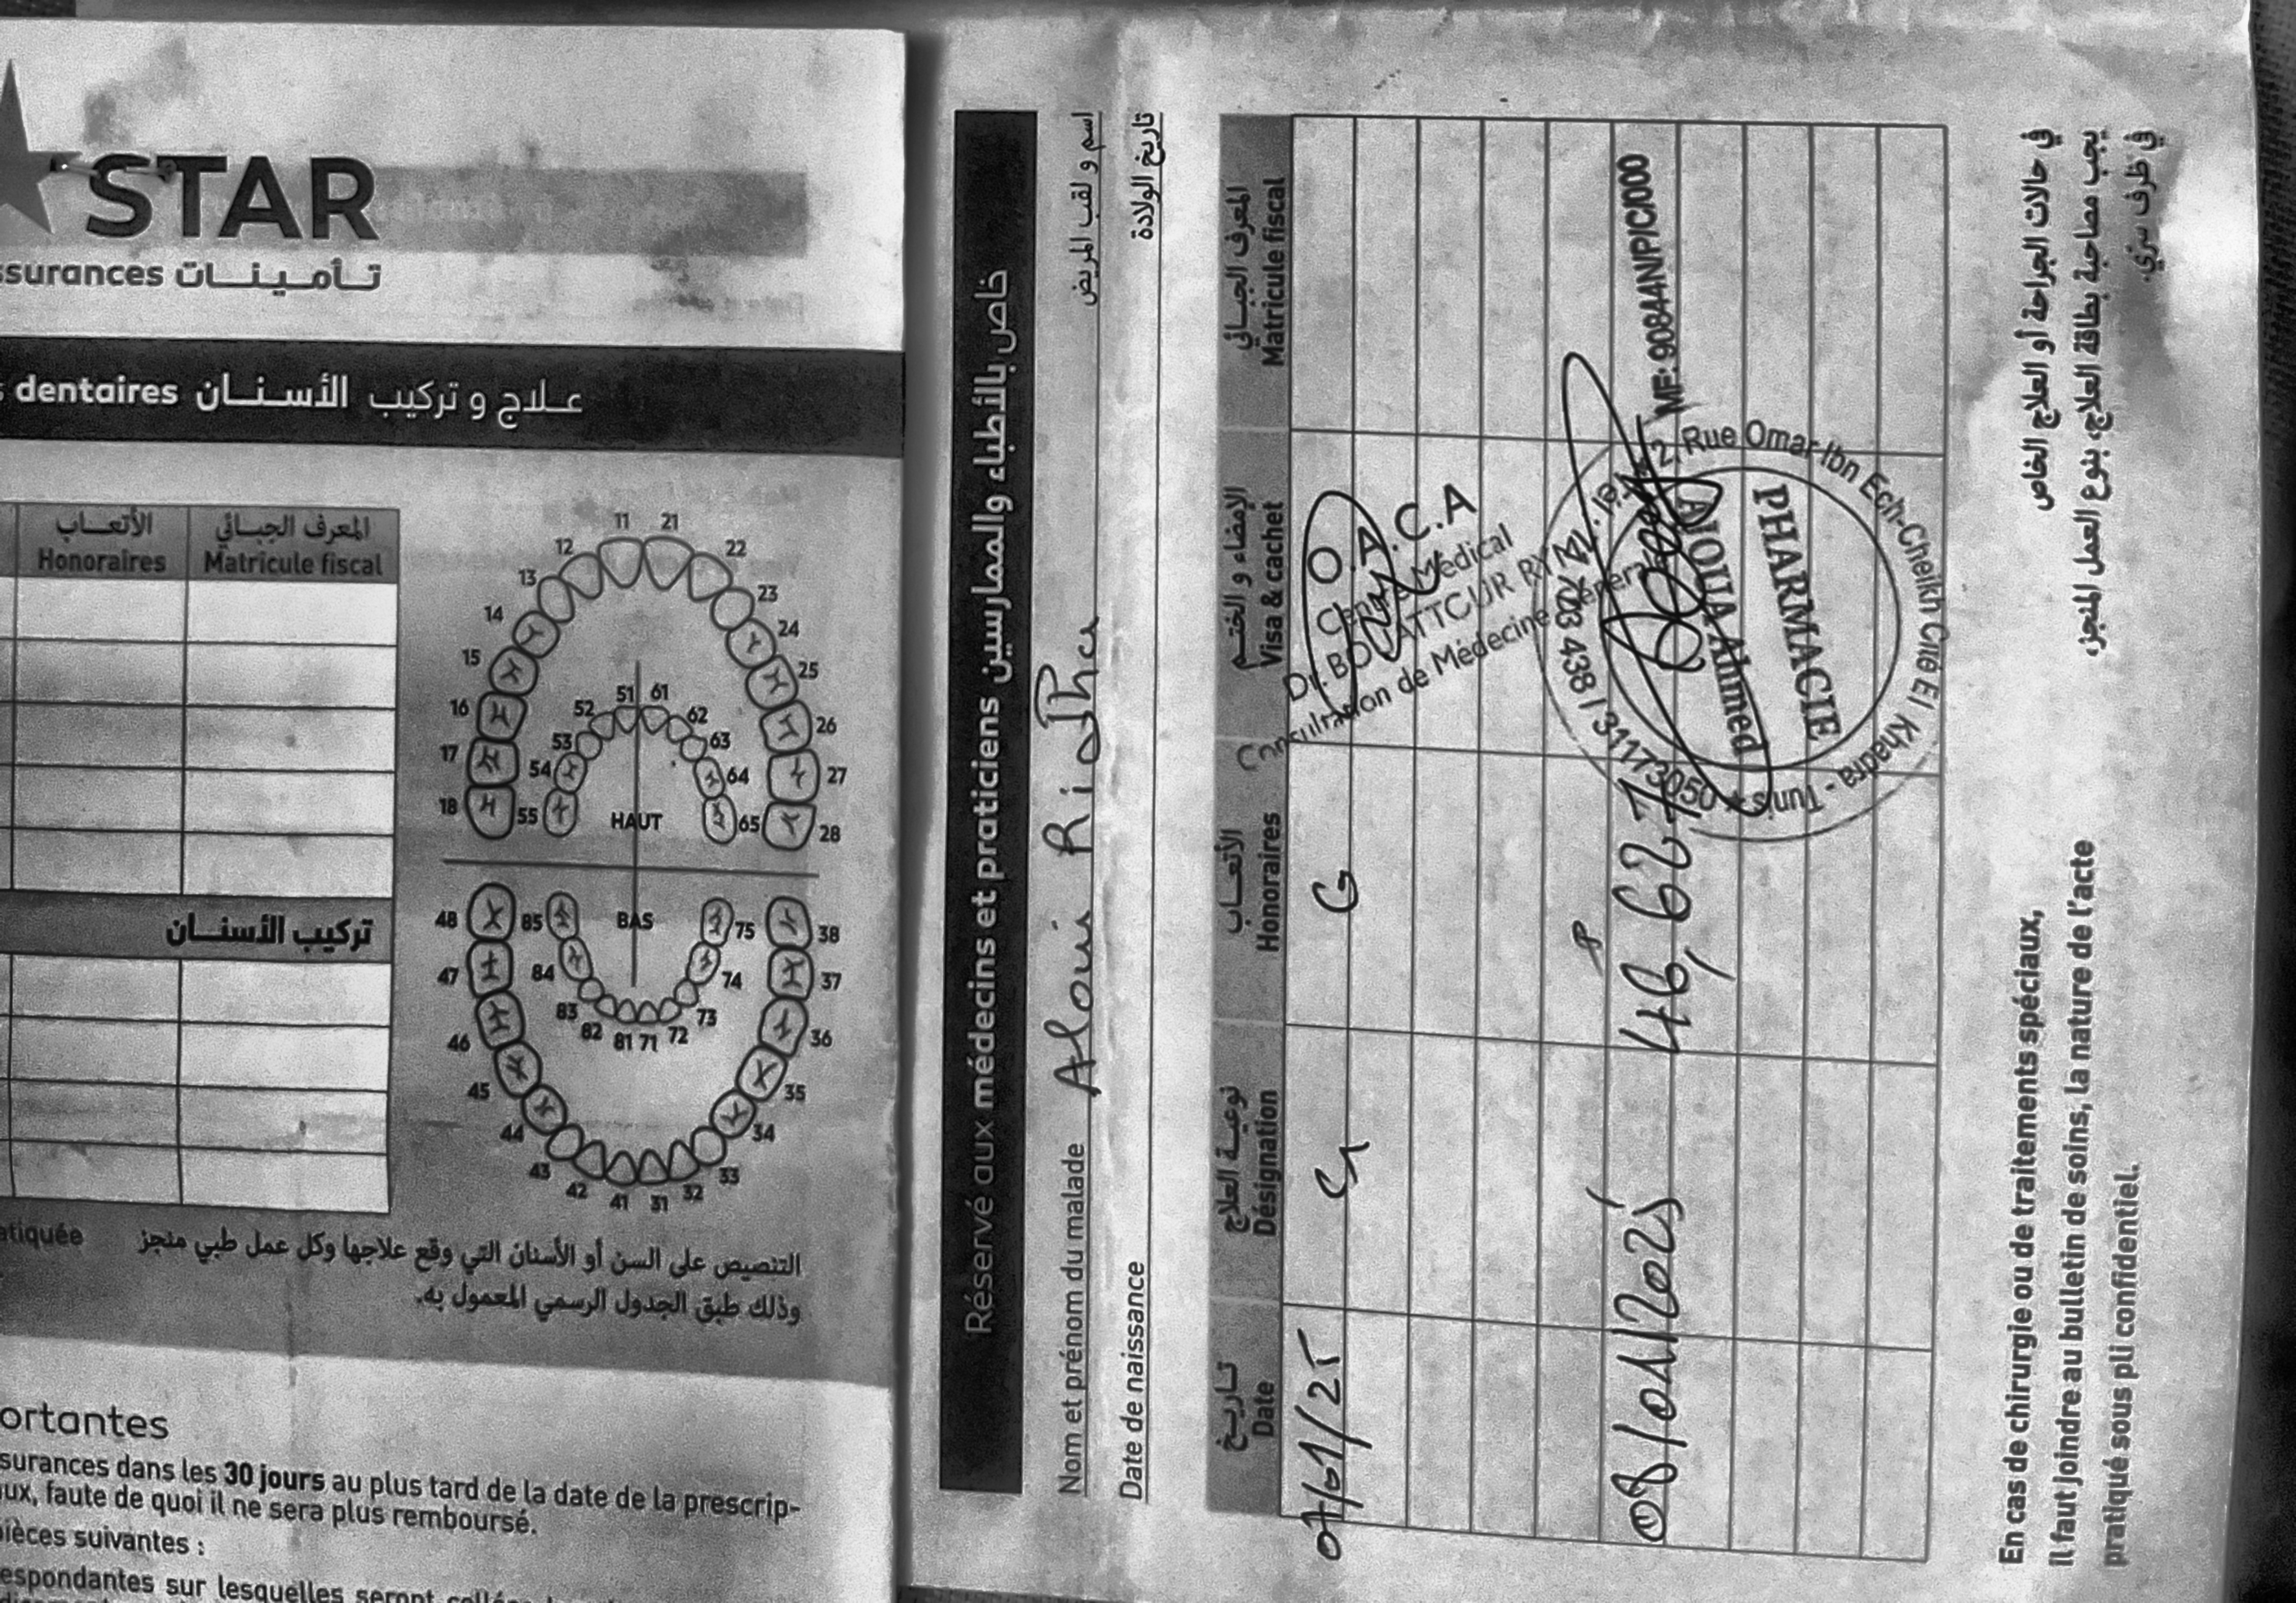 STAR
ssurances تـأمـيـنـات
dentaires علاج و تركيب الأسنان
الأتعاب
Honoraires
المعرف الجبائي
Matricule fiscal
تركيب الأسنان
11 21
12 22
13 23
14 24
15 25
16 26
17 27
18 28
51 61
52 62
53 63
54 64
55 65
HAUT
BAS
48 85 75 38
47 84 74 37
46 83 73 36
82 81 71 72
45 35
44 34
43 33
42 41 31 32
atiquée
التنصيص على السن أو الأسنان التي وقع علاجها وكل عمل طبي منجز
وذلك طبق الجدول الرسمي المعمول به.
ortantes
surances dans les 30 jours au plus tard de la date de la prescrip-
ux, faute de quoi il ne sera plus remboursé.
ièces suivantes :
espondantes sur lesquelles seront
Réservé aux médecins et praticiens خاص بالأطباء والممارسين
Nom et prénom du malade Aloui Ridha اسم و لقب المريض
Date de naissance تاريخ الولادة
تاريخ
Date
نوعية العلاج
Désignation
الأتعاب
Honoraires
الإمضاء و الختم
Visa & cachet
المعرف الجبائي
Matricule fiscal
07/01/25 G G
O.A.C.A
Centre Médical
Dr. BOUATTOUR RYM
Consultation de Médecine Générale
08/01/2025 46,627
MF: 90844N/P/C/000
2, Rue Omar Ibn Ech-Cheikh Cité El Khadra - Tunis
438 / 31173050
Ahmed
PHARMACIE
En cas de chirurgie ou de traitements spéciaux,
Il faut joindre au bulletin de soins, la nature de l'acte
pratiqué sous pli confidentiel.
في حالات الجراحة أو العلاج الخاص
يجب مصاحبة بطاقة العلاج، بنوع العمل المنجز،
في ظرف سري.